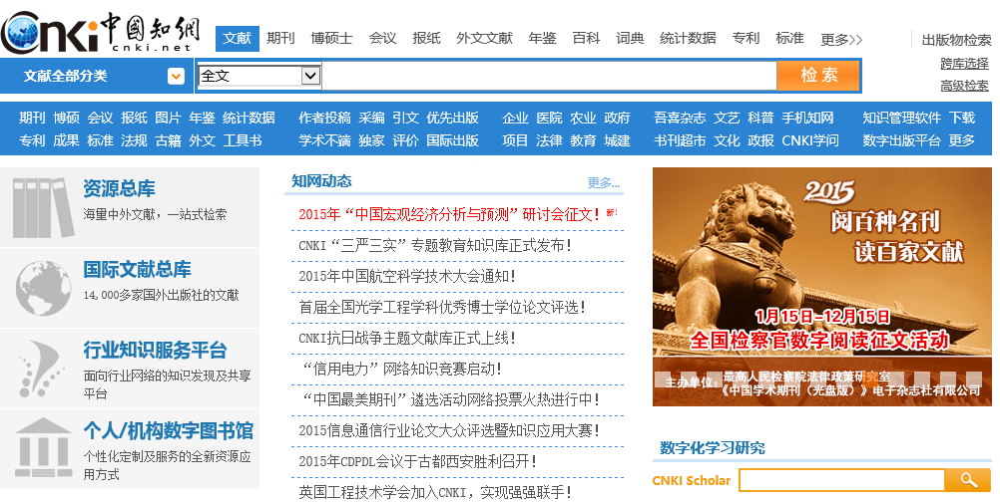 Cnki 中国知網
cnki.net
文献 期刊 博硕士 会议 报纸 外文文献 年鉴 百科 词典 统计数据 专利 标准 更多>> 出版物检索
跨库选择
文献全部分类 全文 检索
高级检索
期刊 博硕 会议 报纸 图片 年鉴 统计数据 作者投稿 采编 引文 优先出版 企业 医院 农业 政府 吾喜杂志 文艺 科普 手机知网 知识管理软件 下载
专利 成果 标准 法规 古籍 外文 工具书 学术不端 独家 评价 国际出版 项目 法律 教育 城建 书刊超市 文化 政报 CNKI学问 数字出版平台 更多
资源总库
海量中外文献，一站式检索
国际文献总库
14,000多家国外出版社的文献
行业知识服务平台
面向行业网络的知识发现及共享
平台
个人/机构数字图书馆
个性化定制及服务的全新资源应
用方式
知网动态 更多...
2015年“中国宏观经济分析与预测”研讨会征文！
CNKI“三严三实”专题教育知识库正式发布！
2015年中国航空科学技术大会通知！
首届全国光学工程学科优秀博士学位论文评选！
CNKI抗日战争主题文献库正式上线！
“信用电力”网络知识竞赛启动！
“中国最美期刊”遴选活动网络投票火热进行中！
2015信息通信行业论文大众评选暨知识应用大赛！
2015年CDPDL会议于古都西安胜利召开！
英国工程技术学会加入CNKI，实现强强联手！
2015
阅百种名刊
读百家文献
1月15日-12月15日
全国检察官数字阅读征文活动
主办单位：最高人民检察院法律政策研究室
《中国学术期刊（光盘版）》电子杂志社有限公司
数字化学习研究
CNKI Scholar